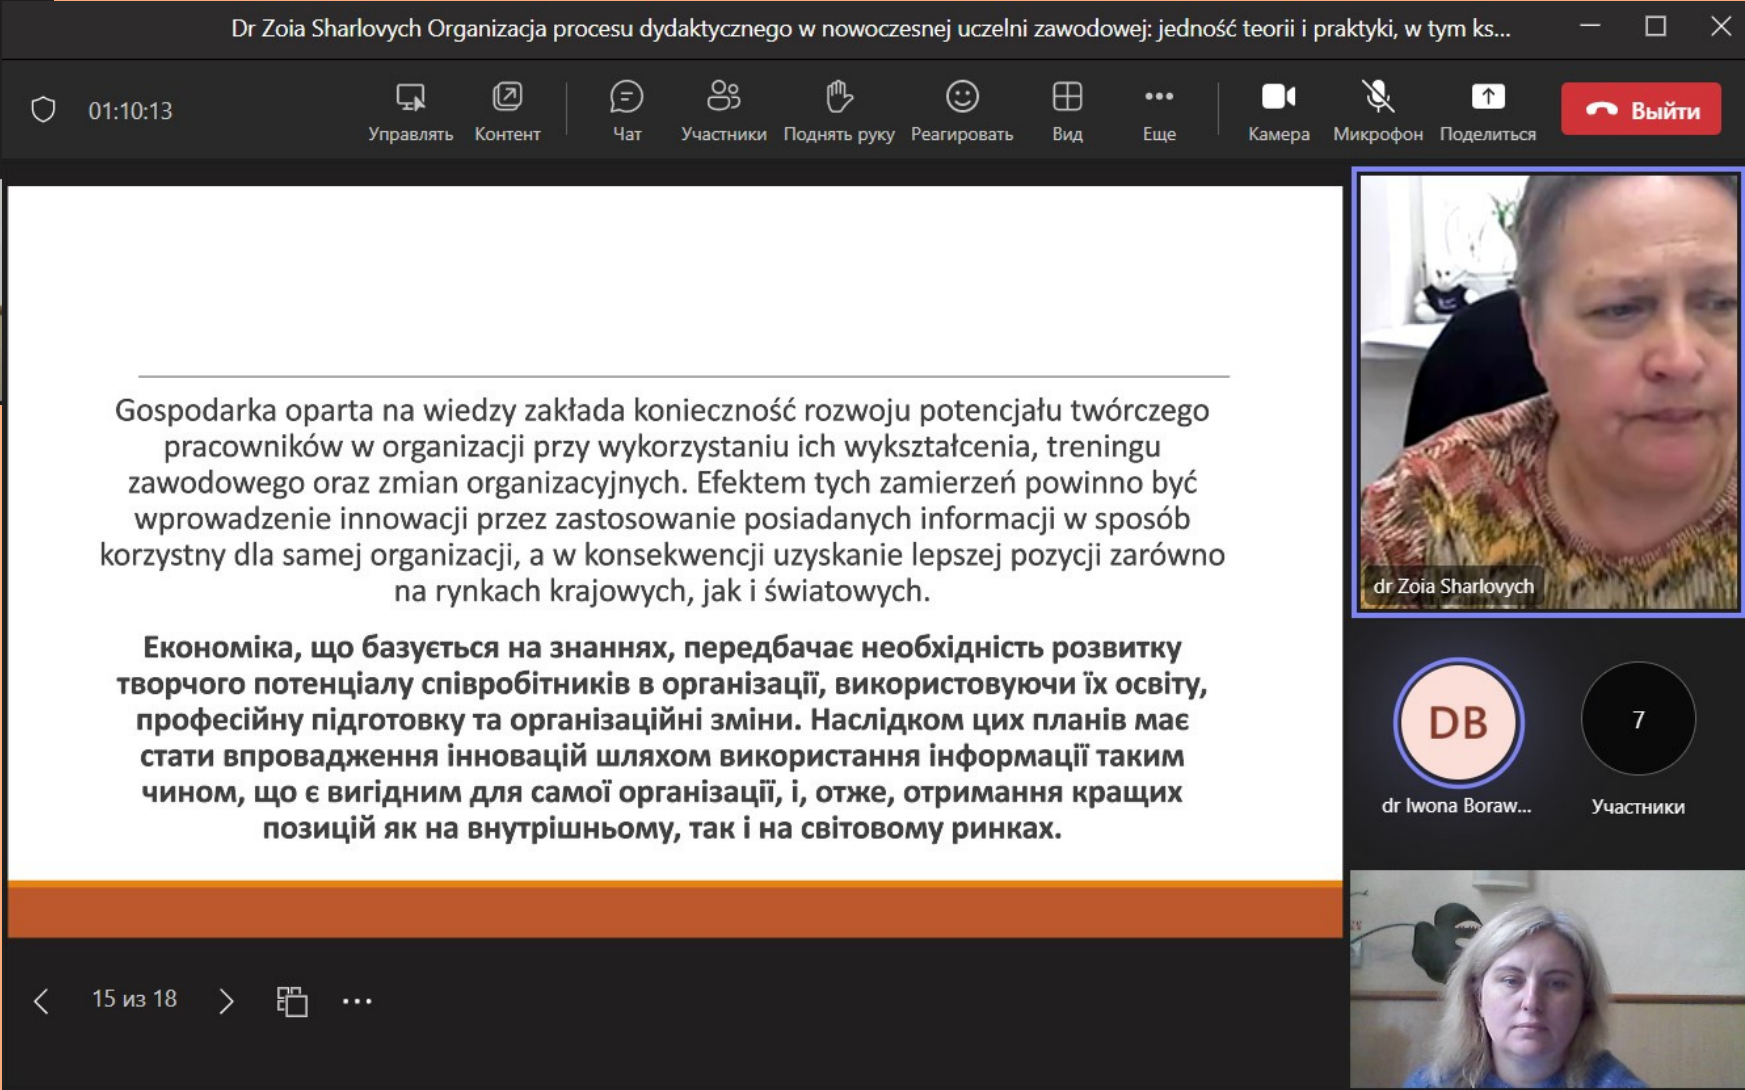 Dr Zoia Sharlovych Organizacja procesu dydaktycznego w nowoczesnej uczelni zawodowej: jedność teorii i praktyki, w tym ks...
01:10:13
Управлять
Контент
Чат
Участники
Поднять руку
Реагировать
Вид
Еще
Камера
Микрофон
Поделиться
Выйти
Gospodarka oparta na wiedzy zakłada konieczność rozwoju potencjału twórczego
pracowników w organizacji przy wykorzystaniu ich wykształcenia, treningu
zawodowego oraz zmian organizacyjnych. Efektem tych zamierzeń powinno być
wprowadzenie innowacji przez zastosowanie posiadanych informacji w sposób
korzystny dla samej organizacji, a w konsekwencji uzyskanie lepszej pozycji zarówno
na rynkach krajowych, jak i światowych.
Економіка, що базується на знаннях, передбачає необхідність розвитку
творчого потенціалу співробітників в організації, використовуючи їх освіту,
професійну підготовку та організаційні зміни. Наслідком цих планів має
стати впровадження інновацій шляхом використання інформації таким
чином, що є вигідним для самої організації, і, отже, отримання кращих
позицій як на внутрішньому, так і на світовому ринках.
dr Zoia Sharlovych
DB
dr Iwona Boraw...
7
Участники
15 из 18